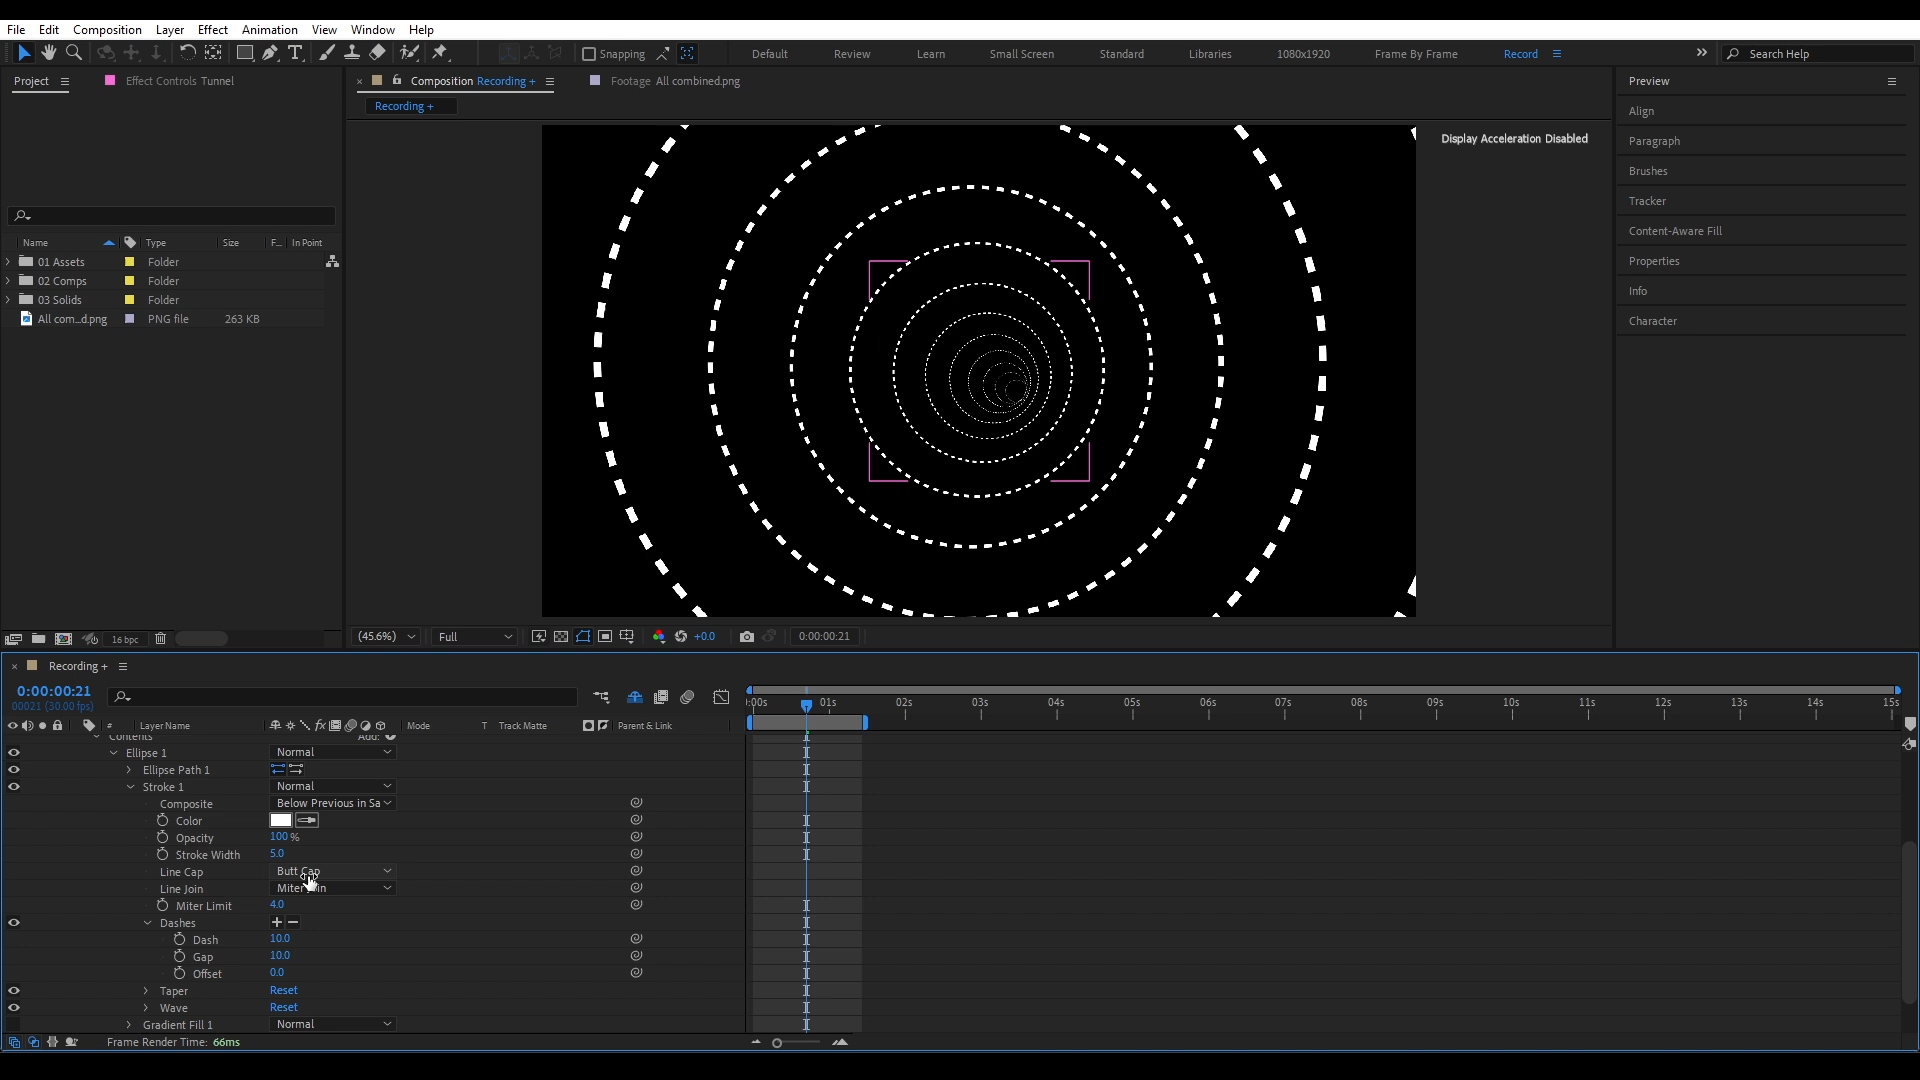 File Edit Composition Layer Effect Animation View Window Help
Snapping Default Review Learn Small Screen Standard Libraries 1080x1920 Frame By Frame Record Search Help
Project Effect Controls Tunnel × Composition Recording + Footage All combined.png Preview
Recording +
Align
Display Acceleration Disabled
Paragraph
Brushes
Tracker
Content-Aware Fill
Properties
Info
Character
Name Type Size F... In Point
01 Assets Folder
02 Comps Folder
03 Solids Folder
All com...d.png PNG file 263 KB
16 bpc (45.6%) Full +0.0 0:00:00:21
× Recording +
0:00:00:21
00021 (30.00 fps)
:00s 01s 02s 03s 04s 05s 06s 07s 08s 09s 10s 11s 12s 13s 14s 15s
# Layer Name fx Mode T Track Matte Parent & Link
Contents Add:
Ellipse 1 Normal
Ellipse Path 1
Stroke 1 Normal
Composite Below Previous in Sa
Color
Opacity 100 %
Stroke Width 5.0
Line Cap Butt Cap
Line Join Miter Join
Miter Limit 4.0
Dashes + −
Dash 10.0
Gap 10.0
Offset 0.0
Taper Reset
Wave Reset
Gradient Fill 1 Normal
Frame Render Time: 66ms